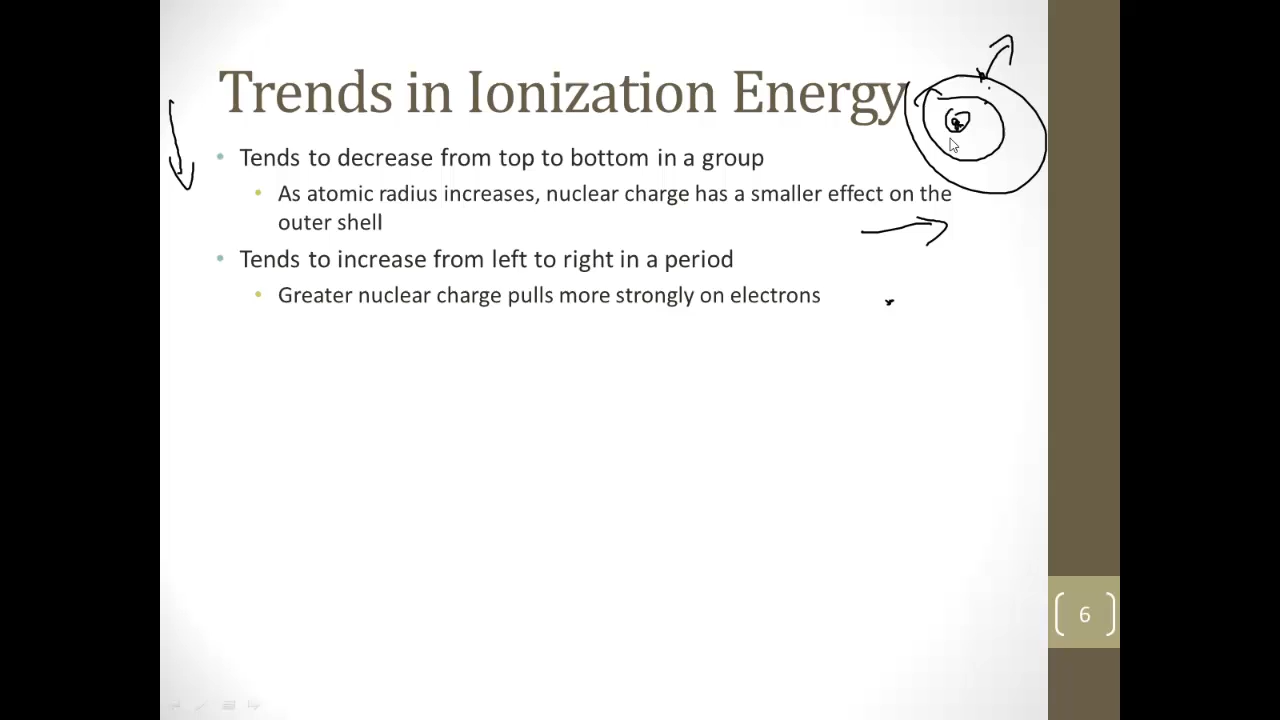 Trends in Ionization Energy
• Tends to decrease from top to bottom in a group
• As atomic radius increases, nuclear charge has a smaller effect on the
outer shell
• Tends to increase from left to right in a period
• Greater nuclear charge pulls more strongly on electrons
6